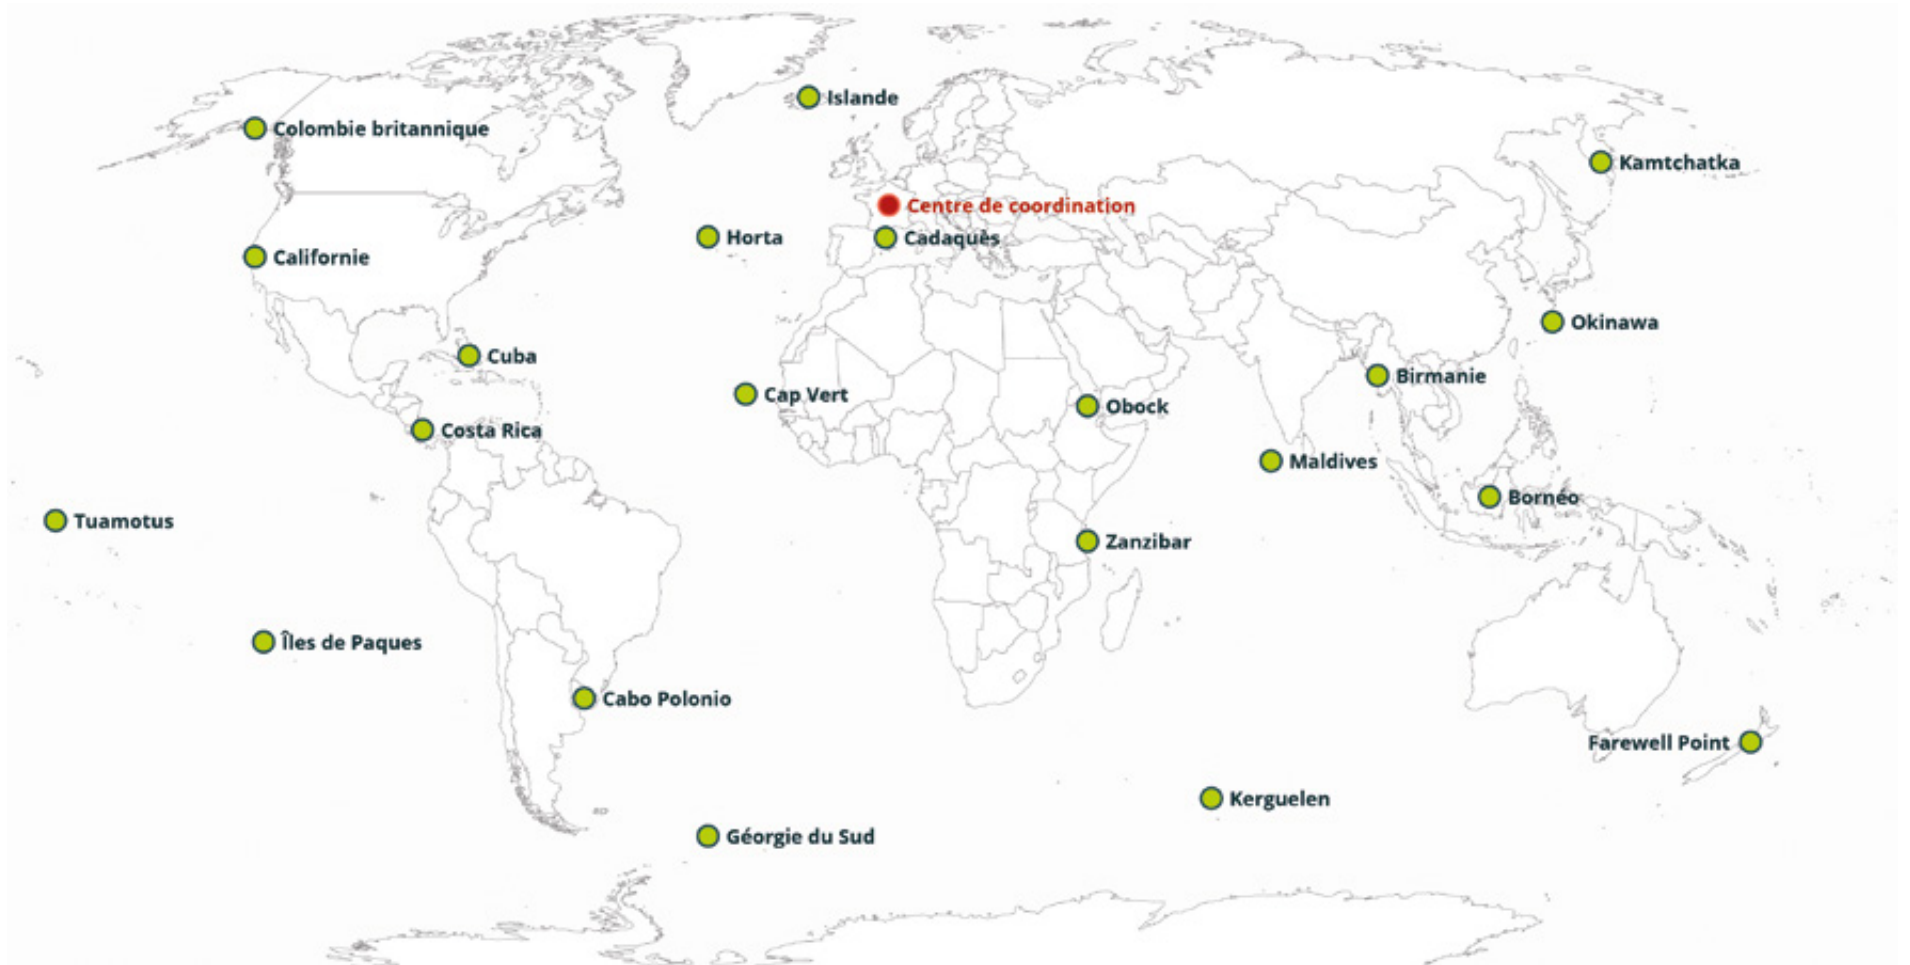 Islande
Colombie britannique
Kamtchatka
Centre de coordination
Horta
Cadaquès
Californie
Okinawa
Cuba
Birmanie
Cap Vert
Obock
Costa Rica
Maldives
Bornéo
Tuamotus
Zanzibar
Îles de Paques
Cabo Polonio
Farewell Point
Kerguelen
Géorgie du Sud